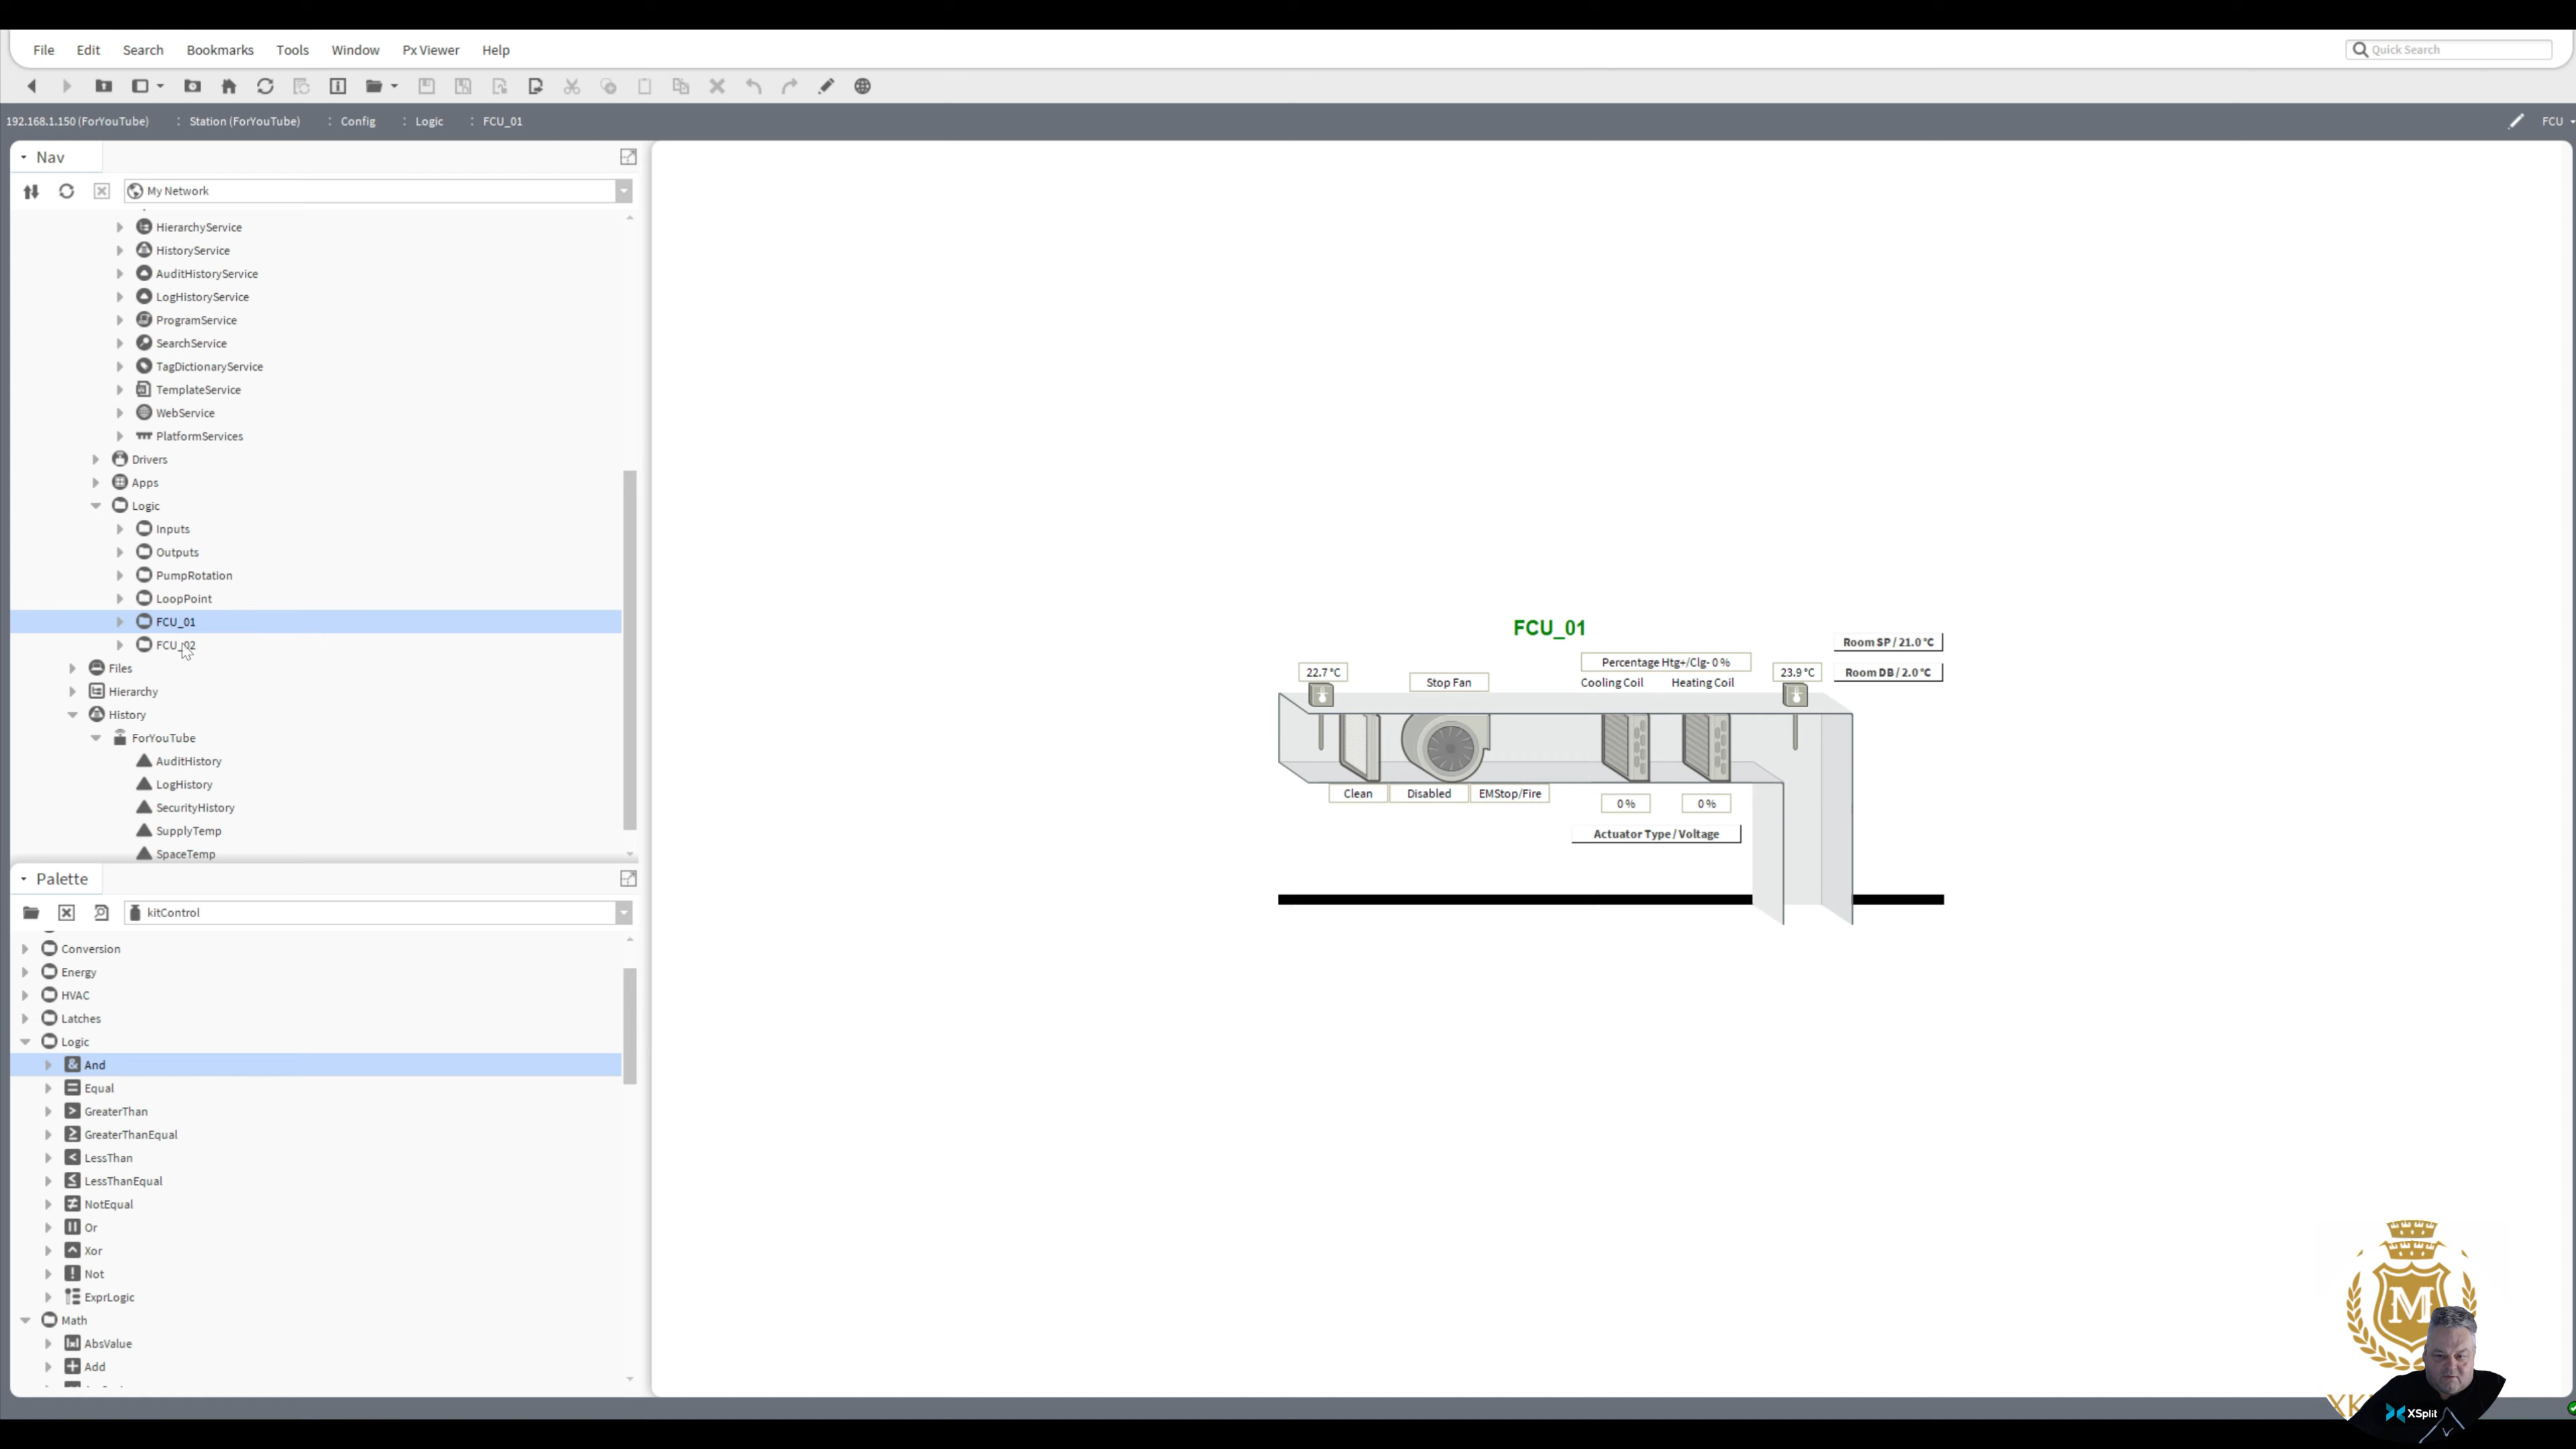 File Edit Search Bookmarks Tools Window Px Viewer Help
Quick Search
192.168.1.150 (ForYouTube) : Station (ForYouTube) : Config : Logic : FCU_01
FCU
Nav
My Network
HierarchyService
HistoryService
AuditHistoryService
LogHistoryService
ProgramService
SearchService
TagDictionaryService
TemplateService
WebService
PlatformServices
Drivers
Apps
Logic
Inputs
Outputs
PumpRotation
LoopPoint
FCU_01
FCU_02
Files
Hierarchy
History
ForYouTube
AuditHistory
LogHistory
SecurityHistory
SupplyTemp
SpaceTemp
Palette
kitControl
Conversion
Energy
HVAC
Latches
Logic
And
Equal
GreaterThan
GreaterThanEqual
LessThan
LessThanEqual
NotEqual
Or
Xor
Not
ExprLogic
Math
AbsValue
Add
FCU_01
Room SP / 21.0 °C
Percentage Htg+/Clg- 0 %
22.7 °C
Stop Fan
Cooling Coil
Heating Coil
23.9 °C
Room DB / 2.0 °C
Clean
Disabled
EMStop/Fire
0 %
0 %
Actuator Type / Voltage
M
XSplit